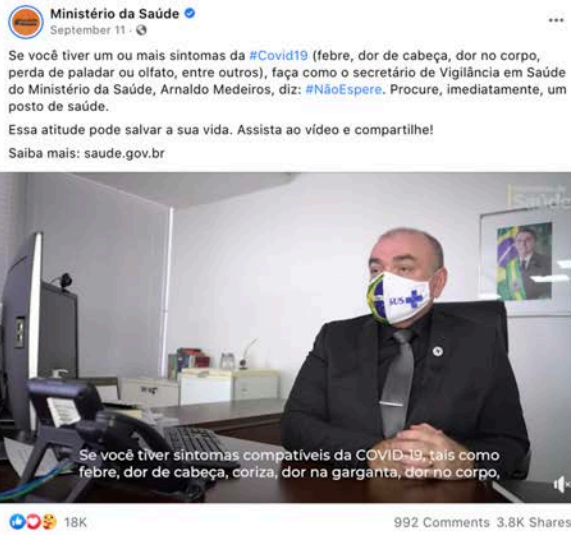 Ministério da Saúde
September 11
Se você tiver um ou mais sintomas da #Covid19 (febre, dor de cabeça, dor no corpo,
perda de paladar ou olfato, entre outros), faça como o secretário de Vigilância em Saúde
do Ministério da Saúde, Arnaldo Medeiros, diz: #NãoEspere. Procure, imediatamente, um
posto de saúde.
Essa atitude pode salvar a sua vida. Assista ao vídeo e compartilhe!
Saiba mais: saude.gov.br
Saúde
SUS
Se você tiver sintomas compatíveis da COVID-19, tais como
febre, dor de cabeça, coriza, dor na garganta, dor no corpo,
18K
992 Comments 3.8K Shares